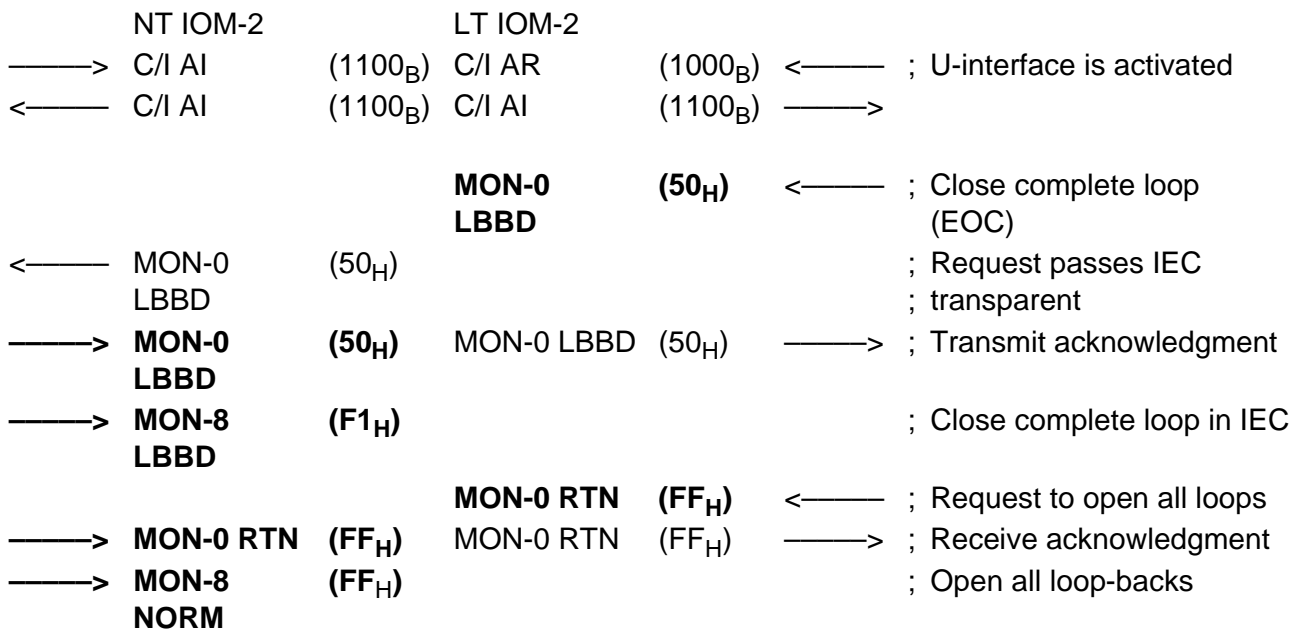 NT IOM-2 LT IOM-2
–––––> C/I AI (1100B) C/I AR (1000B) <––––– ; U-interface is activated
<––––– C/I AI (1100B) C/I AI (1100B) –––––>
MON-0 (50H) <––––– ; Close complete loop
LBBD (EOC)
<––––– MON-0 (50H) ; Request passes IEC
LBBD ; transparent
–––––> MON-0 (50H) MON-0 LBBD (50H) –––––> ; Transmit acknowledgment
LBBD
–––––> MON-8 (F1H) ; Close complete loop in IEC
LBBD
MON-0 RTN (FFH) <––––– ; Request to open all loops
–––––> MON-0 RTN (FFH) MON-0 RTN (FFH) –––––> ; Receive acknowledgment
–––––> MON-8 (FFH) ; Open all loop-backs
NORM